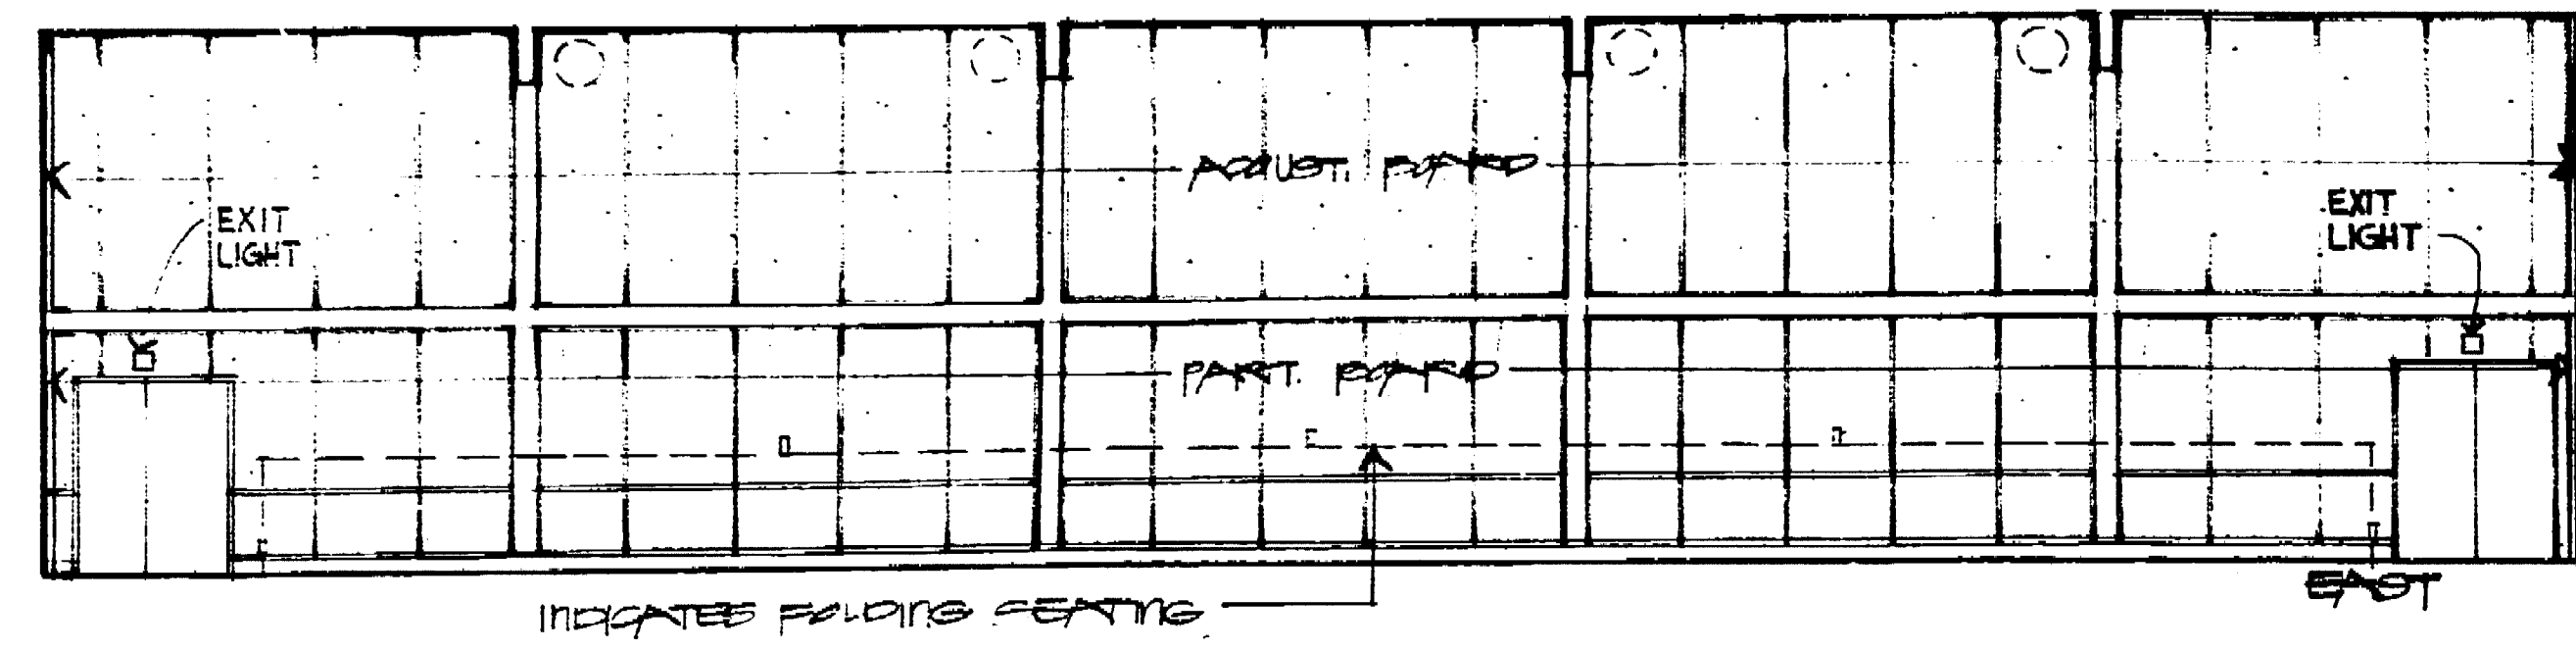 ACOUST. BOARD
EXIT
LIGHT
EXIT
LIGHT
PART. BOARD
INDICATES FOLDING SEATING
EAST